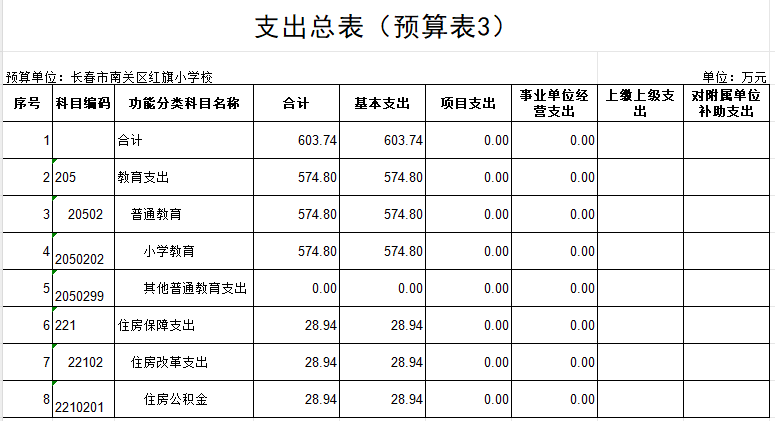 支出总表（预算表3）
预算单位：长春市南关区红旗小学校 单位：万元
序号 科目编码 功能分类科目名称 合计 基本支出 项目支出 事业单位经营支出 上缴上级支出 对附属单位补助支出
1 合计 603.74 603.74 0.00 0.00
2 205 教育支出 574.80 574.80 0.00 0.00
3 20502 普通教育 574.80 574.80 0.00 0.00
4 2050202 小学教育 574.80 574.80 0.00 0.00
5 2050299 其他普通教育支出 0.00 0.00 0.00 0.00
6 221 住房保障支出 28.94 28.94 0.00 0.00
7 22102 住房改革支出 28.94 28.94 0.00 0.00
8 2210201 住房公积金 28.94 28.94 0.00 0.00